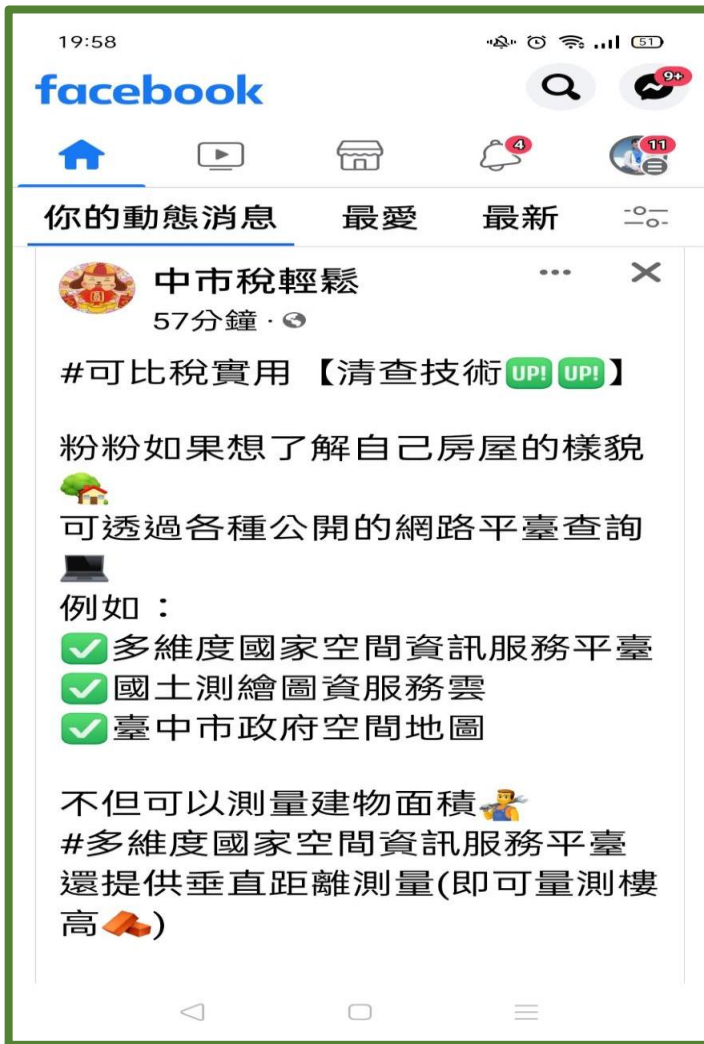 19:58
51
facebook
9+
4
11
你的動態消息
最愛
最新
中市稅輕鬆
57分鐘 ·
#可比稅實用【清查技術UP! UP!】
粉粉如果想了解自己房屋的樣貌
可透過各種公開的網路平臺查詢
例如：
✅多維度國家空間資訊服務平臺
✅國土測繪圖資服務雲
✅臺中市政府空間地圖
不但可以測量建物面積
#多維度國家空間資訊服務平臺
還提供垂直距離測量(即可量測樓
高🧱)